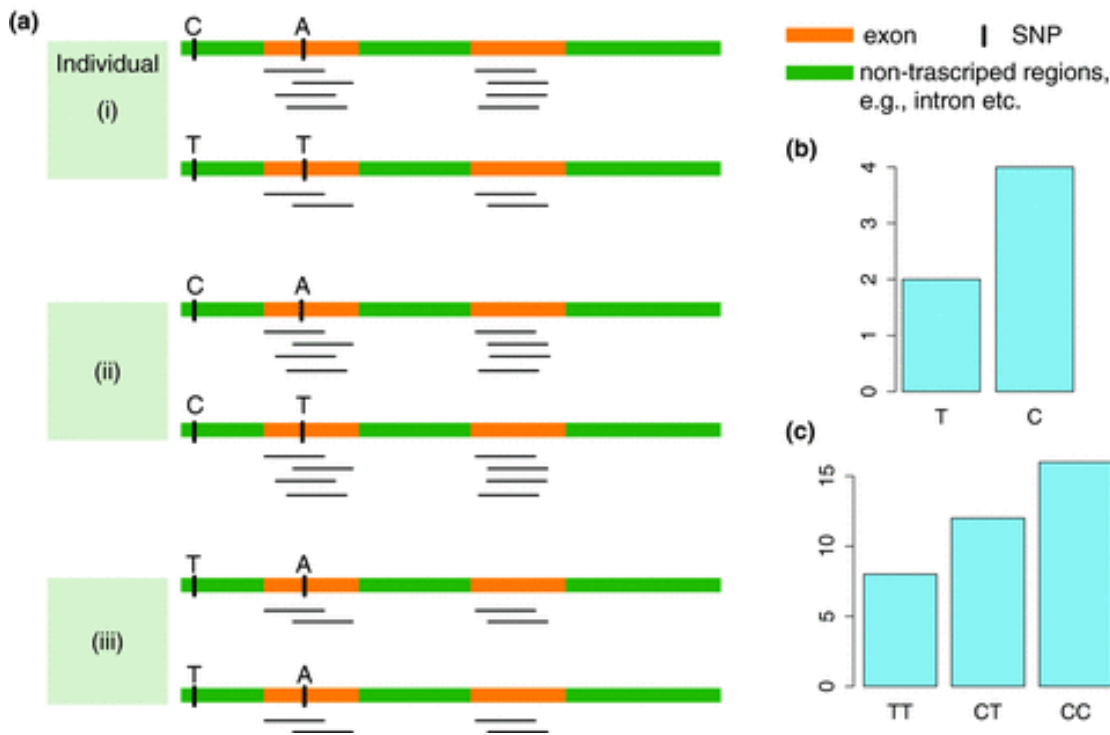 (a)
C A
Individual
(i)
T T
C A
(ii)
C T
T A
(iii)
T A
exon SNP
non-trascriped regions,
e.g., intron etc.
(b)
4
3
2
1
0
T C
(c)
15
10
5
0
TT CT CC